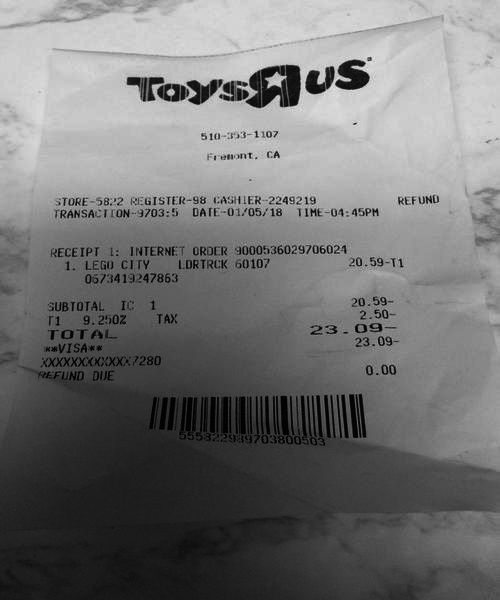 ToysRUs
510-353-1107
Fremont, CA
STORE-5822 REGISTER-98 CASHIER-2249219 REFUND
TRANSACTION-9703:5 DATE-01/05/18 TIME-04:45PM
RECEIPT 1: INTERNET ORDER 9000536029706024
1. LEGO CITY LDRTRCK 60107 20.59-T1
0673419247863
SUBTOTAL IC 1 20.59-
T1 9.250% TAX 2.50-
TOTAL 23.09-
**VISA** 23.09-
XXXXXXXXXXXX7280
REFUND DUE 0.00